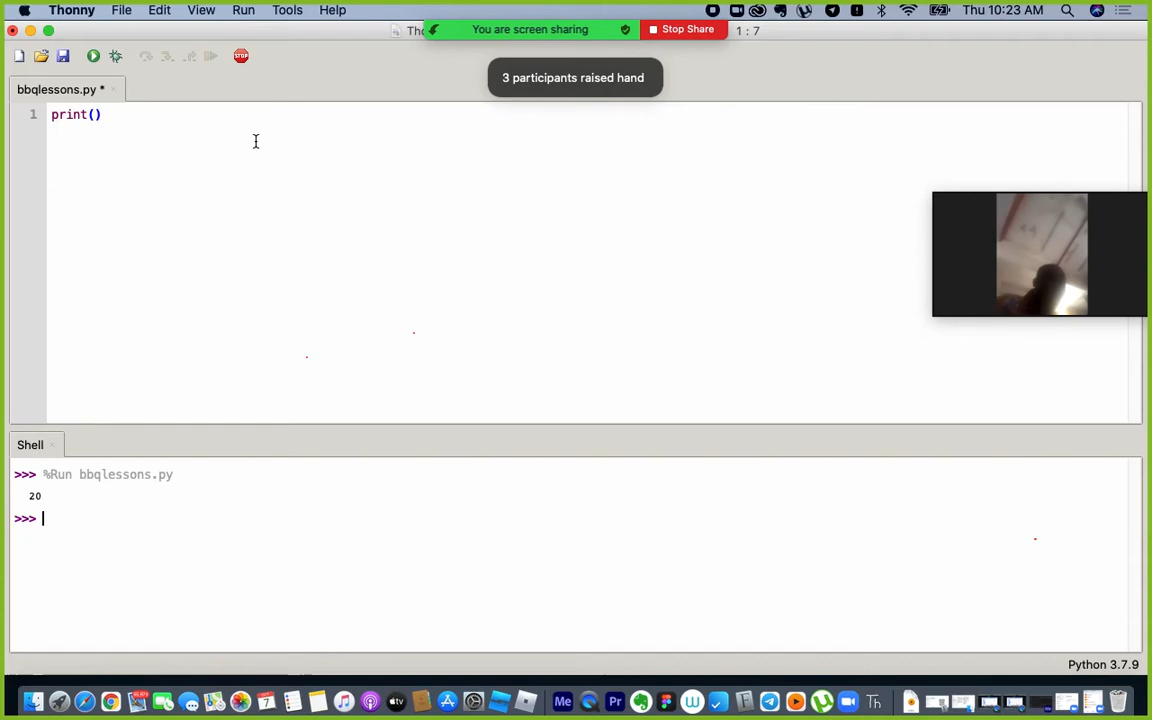 Thonny File Edit View Run Tools Help Thu 10:23 AM
You are screen sharing Stop Share 1 : 7
3 participants raised hand
bbqlessons.py *
1 print()
Shell
>>> %Run bbqlessons.py
20
>>>
Python 3.7.9